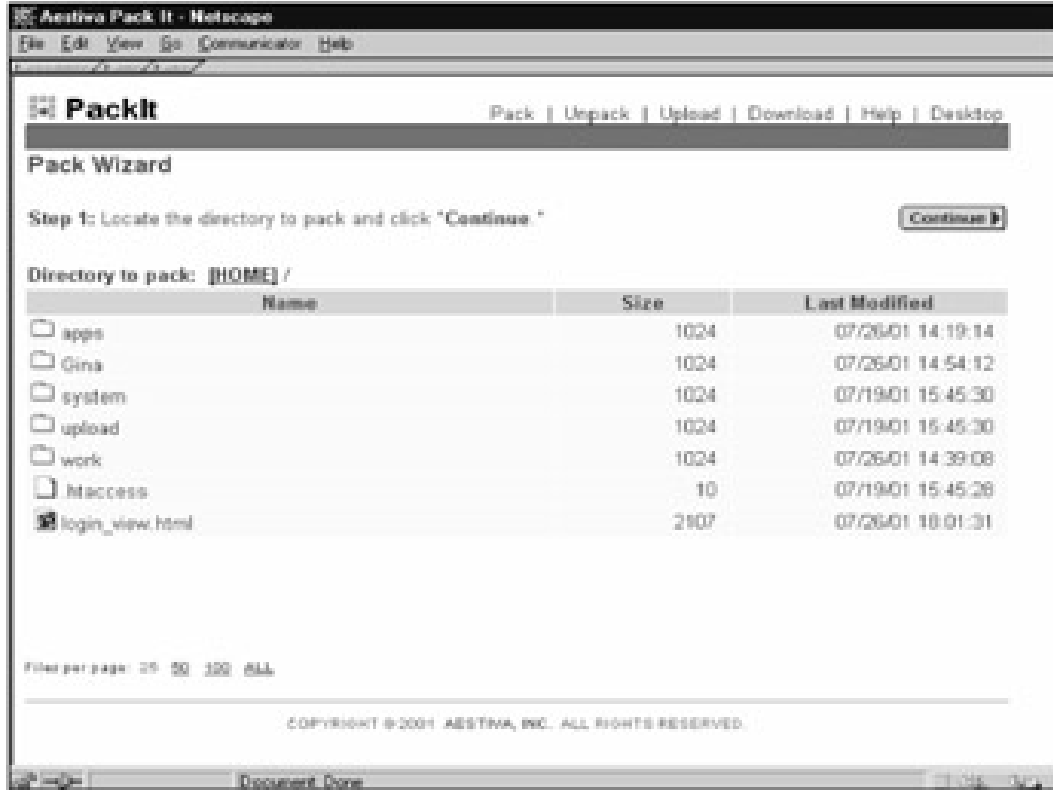 Aestiva Pack It - Netscape
File Edit View Go Communicator Help
PackIt
Pack | Unpack | Upload | Download | Help | Desktop
Pack Wizard
Step 1: Locate the directory to pack and click "Continue."
Continue
Directory to pack: [HOME] /
Name Size Last Modified
apps 1024 07/26/01 14:19:14
Gina 1024 07/26/01 14:54:12
system 1024 07/19/01 15:45:30
upload 1024 07/19/01 15:45:30
work 1024 07/26/01 14:39:08
.htaccess 10 07/19/01 15:45:28
login_view.html 2107 07/26/01 18:01:31
Files per page: 25 50 100 ALL
COPYRIGHT © 2001 AESTIVA, INC. ALL RIGHTS RESERVED.
Document: Done